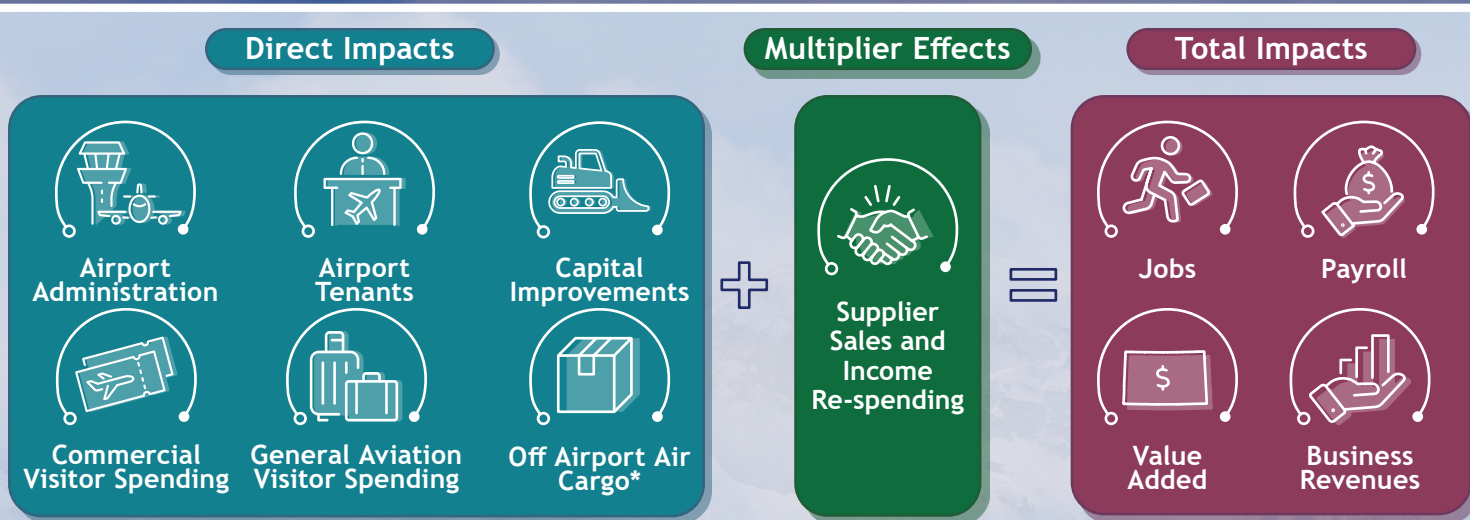 Direct Impacts
Airport
Administration
Airport
Tenants
Capital
Improvements
Commercial
Visitor Spending
General Aviation
Visitor Spending
Off Airport Air
Cargo*
Multiplier Effects
Supplier
Sales and
Income
Re-spending
Total Impacts
Jobs
$
Payroll
$
Value
Added
Business
Revenues